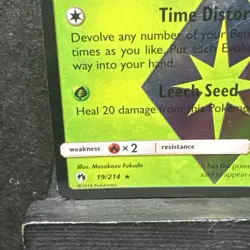 Time Distor
Devolve any number of your Ben
times as you like. Put each Evolu
way into your hand.
Leech Seed
Heal 20 damage from this Pokémo
weakness ×2 resistance
Illus. Masakazu Fukuda
19/214 ★
It has the pow
said to appear
©2018 Pokémon